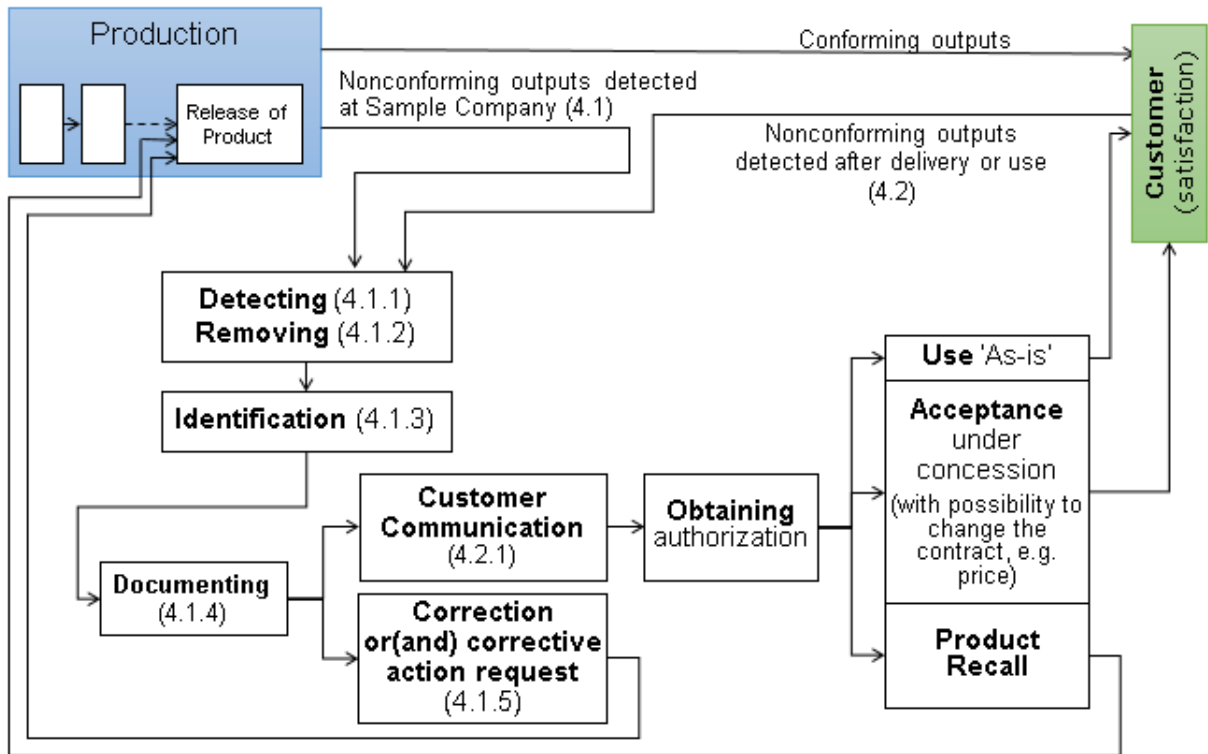 Production
Release of
Product
Conforming outputs
Nonconforming outputs detected
at Sample Company (4.1)
Nonconforming outputs
detected after delivery or use
(4.2)
Customer
(satisfaction)
Detecting (4.1.1)
Removing (4.1.2)
Identification (4.1.3)
Documenting
(4.1.4)
Customer
Communication
(4.2.1)
Correction
or(and) corrective
action request
(4.1.5)
Obtaining
authorization
Use 'As-is'
Acceptance
under
concession
(with possibility to
change the
contract, e.g.
price)
Product
Recall